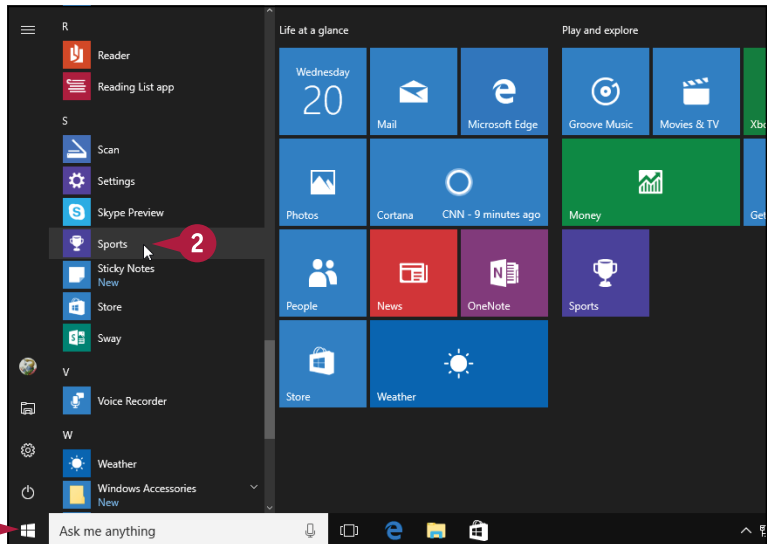 R
Reader
Reading List app
S
Scan
Settings
Skype Preview
Sports
2
Sticky Notes
New
Store
Sway
V
Voice Recorder
W
Weather
Windows Accessories
New
Life at a glance
Wednesday
20
Mail
Microsoft Edge
Photos
Cortana
CNN - 9 minutes ago
People
News
OneNote
Store
Weather
Play and explore
Groove Music
Movies & TV
Xb
Money
Get
Sports
Ask me anything